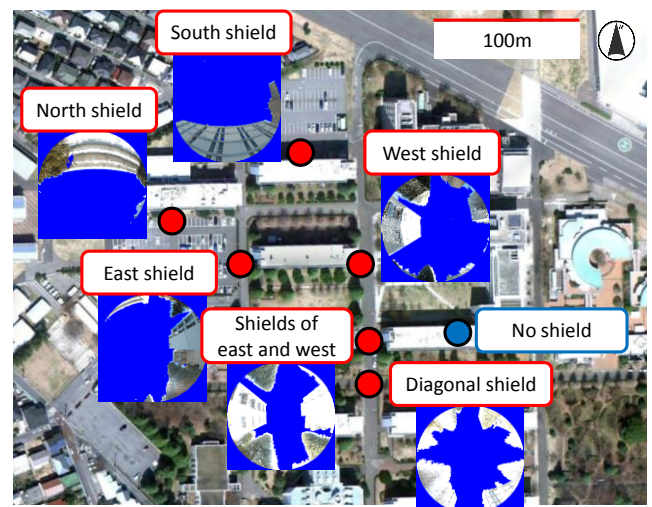 South shield
100m
N
North shield
West shield
East shield
Shields of
east and west
No shield
Diagonal shield
H